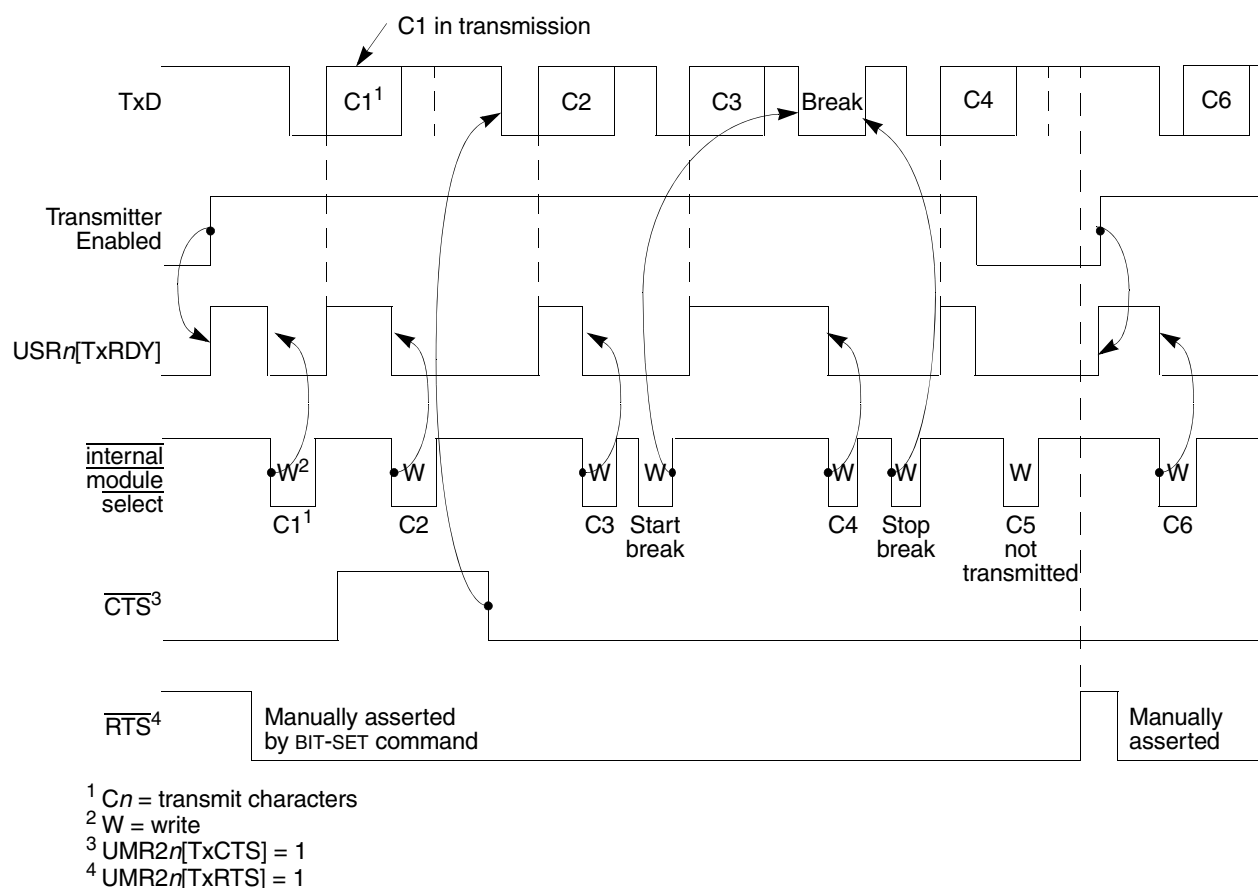 C1 in transmission
TxD
C1¹
C2
C3
Break
C4
C6
Transmitter
Enabled
USRn[TxRDY]
internal
module
select
W²
W
W
W
W
W
W
W
C1¹
C2
C3
Start
break
C4
Stop
break
C5
not
transmitted
C6
CTS³
RTS⁴
Manually asserted
by BIT-SET command
Manually
asserted
¹ Cn = transmit characters
² W = write
³ UMR2n[TxCTS] = 1
⁴ UMR2n[TxRTS] = 1